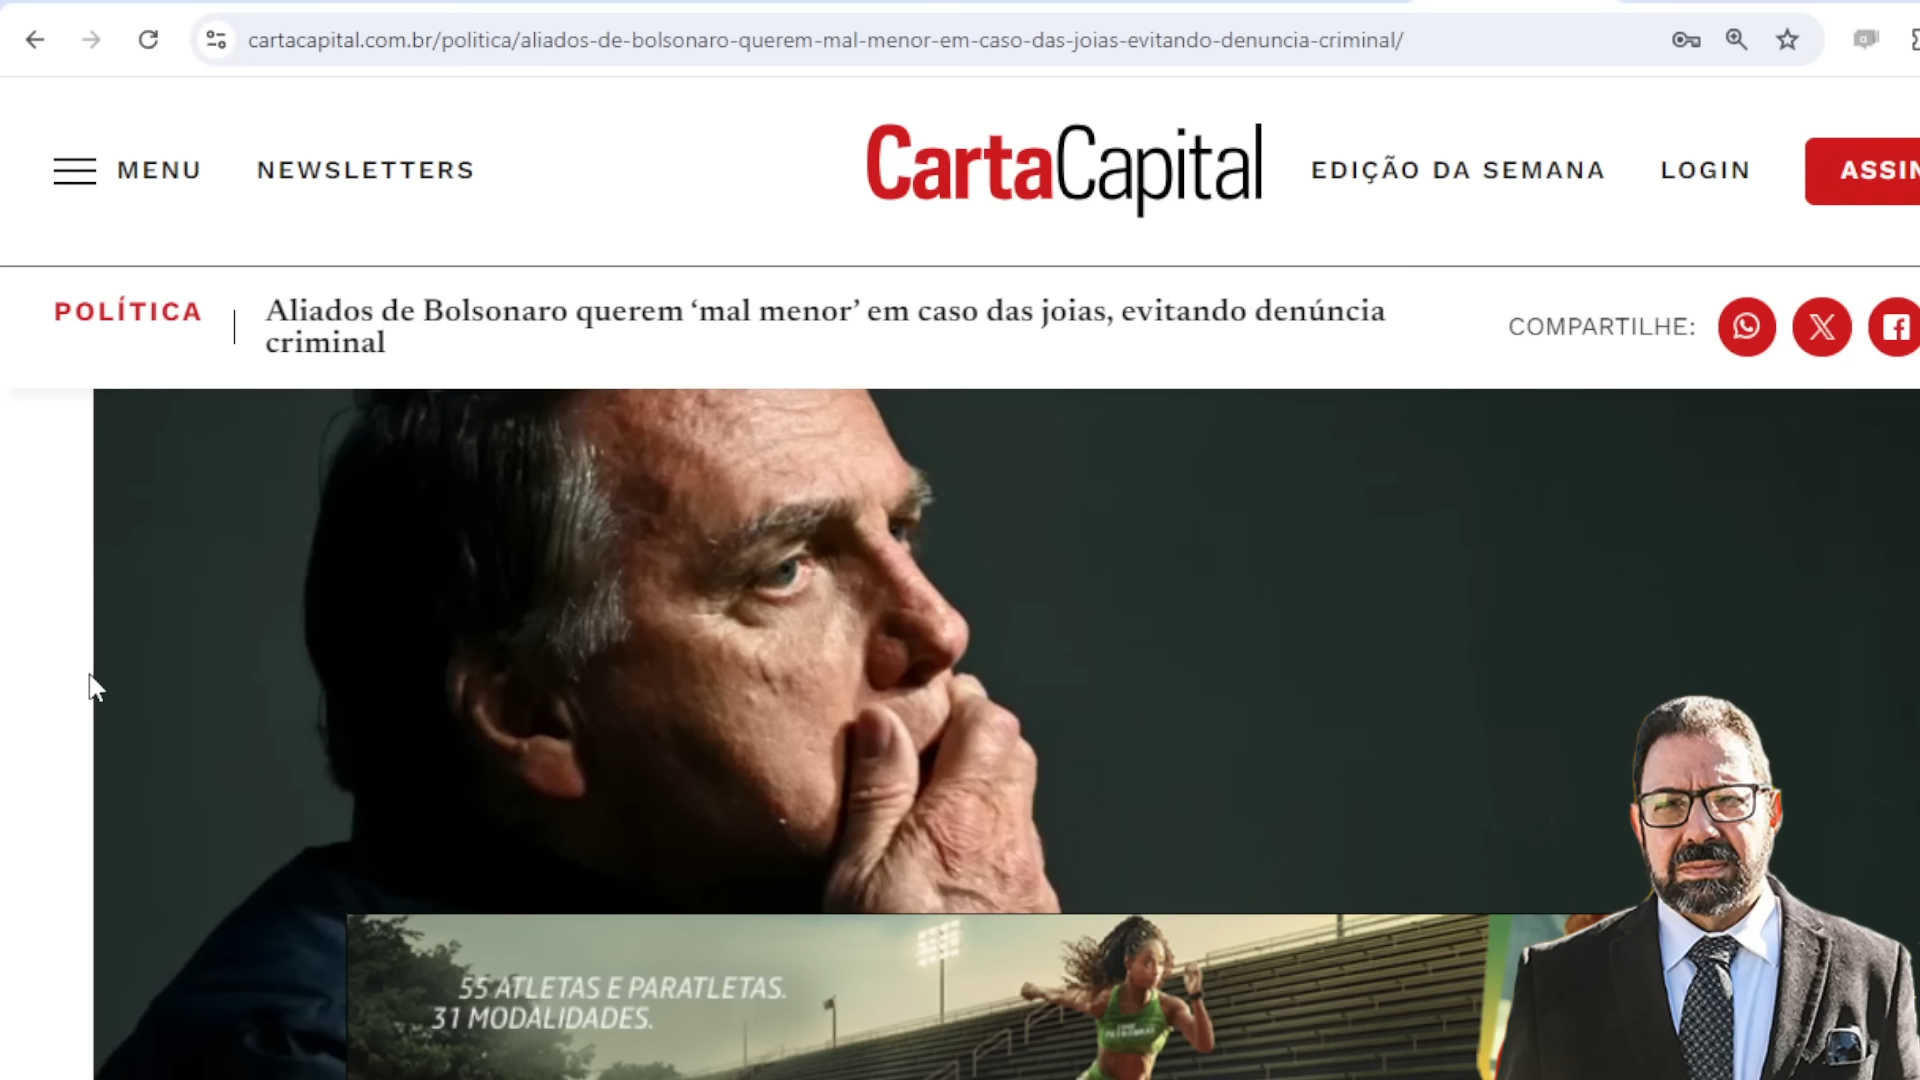 cartacapital.com.br/politica/aliados-de-bolsonaro-querem-mal-menor-em-caso-das-joias-evitando-denuncia-criminal/
MENU
NEWSLETTERS
CartaCapital
EDIÇÃO DA SEMANA
LOGIN
ASSIN
POLÍTICA
Aliados de Bolsonaro querem ‘mal menor’ em caso das joias, evitando denúncia
criminal
COMPARTILHE:
55 ATLETAS E PARATLETAS.
31 MODALIDADES.